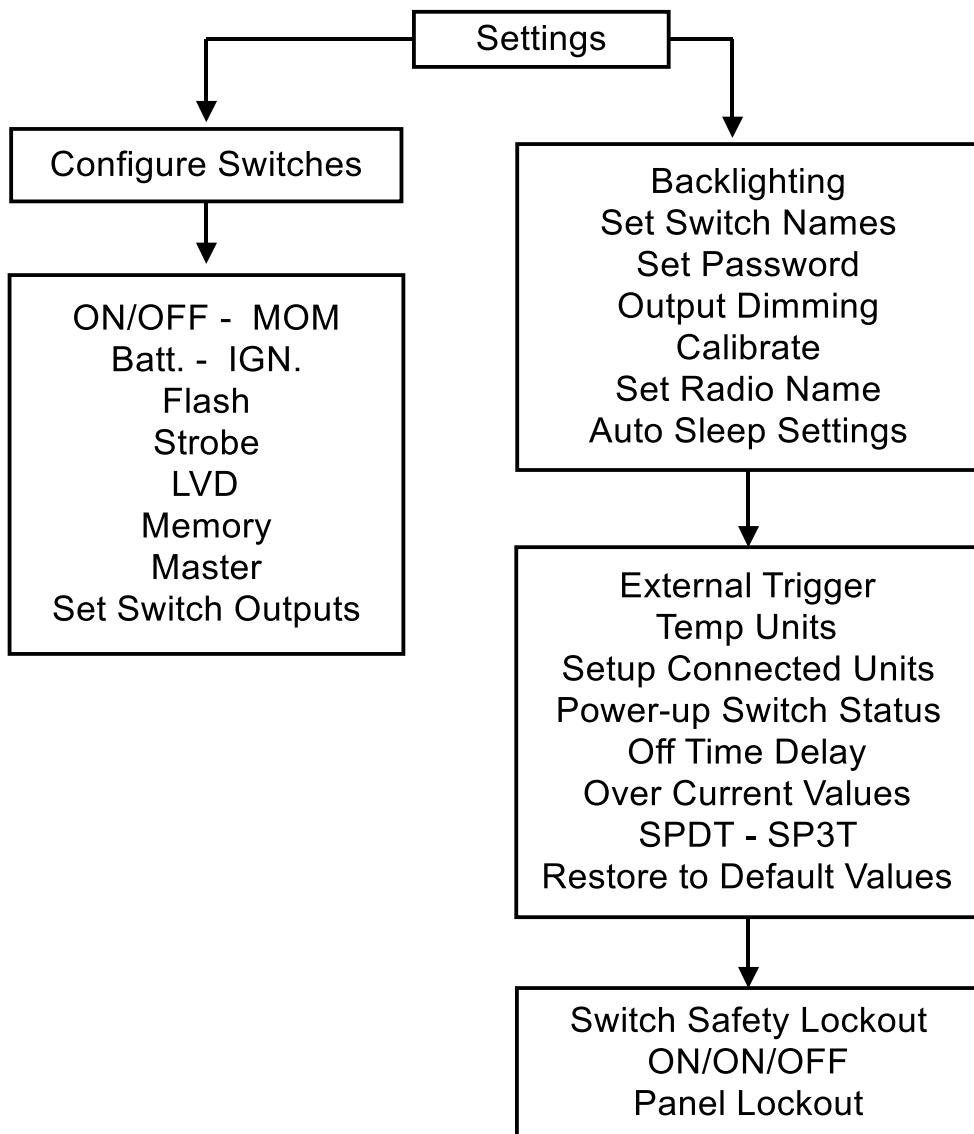 Settings
Configure Switches
ON/OFF - MOM
Batt. - IGN.
Flash
Strobe
LVD
Memory
Master
Set Switch Outputs
Backlighting
Set Switch Names
Set Password
Output Dimming
Calibrate
Set Radio Name
Auto Sleep Settings
External Trigger
Temp Units
Setup Connected Units
Power-up Switch Status
Off Time Delay
Over Current Values
SPDT - SP3T
Restore to Default Values
Switch Safety Lockout
ON/ON/OFF
Panel Lockout